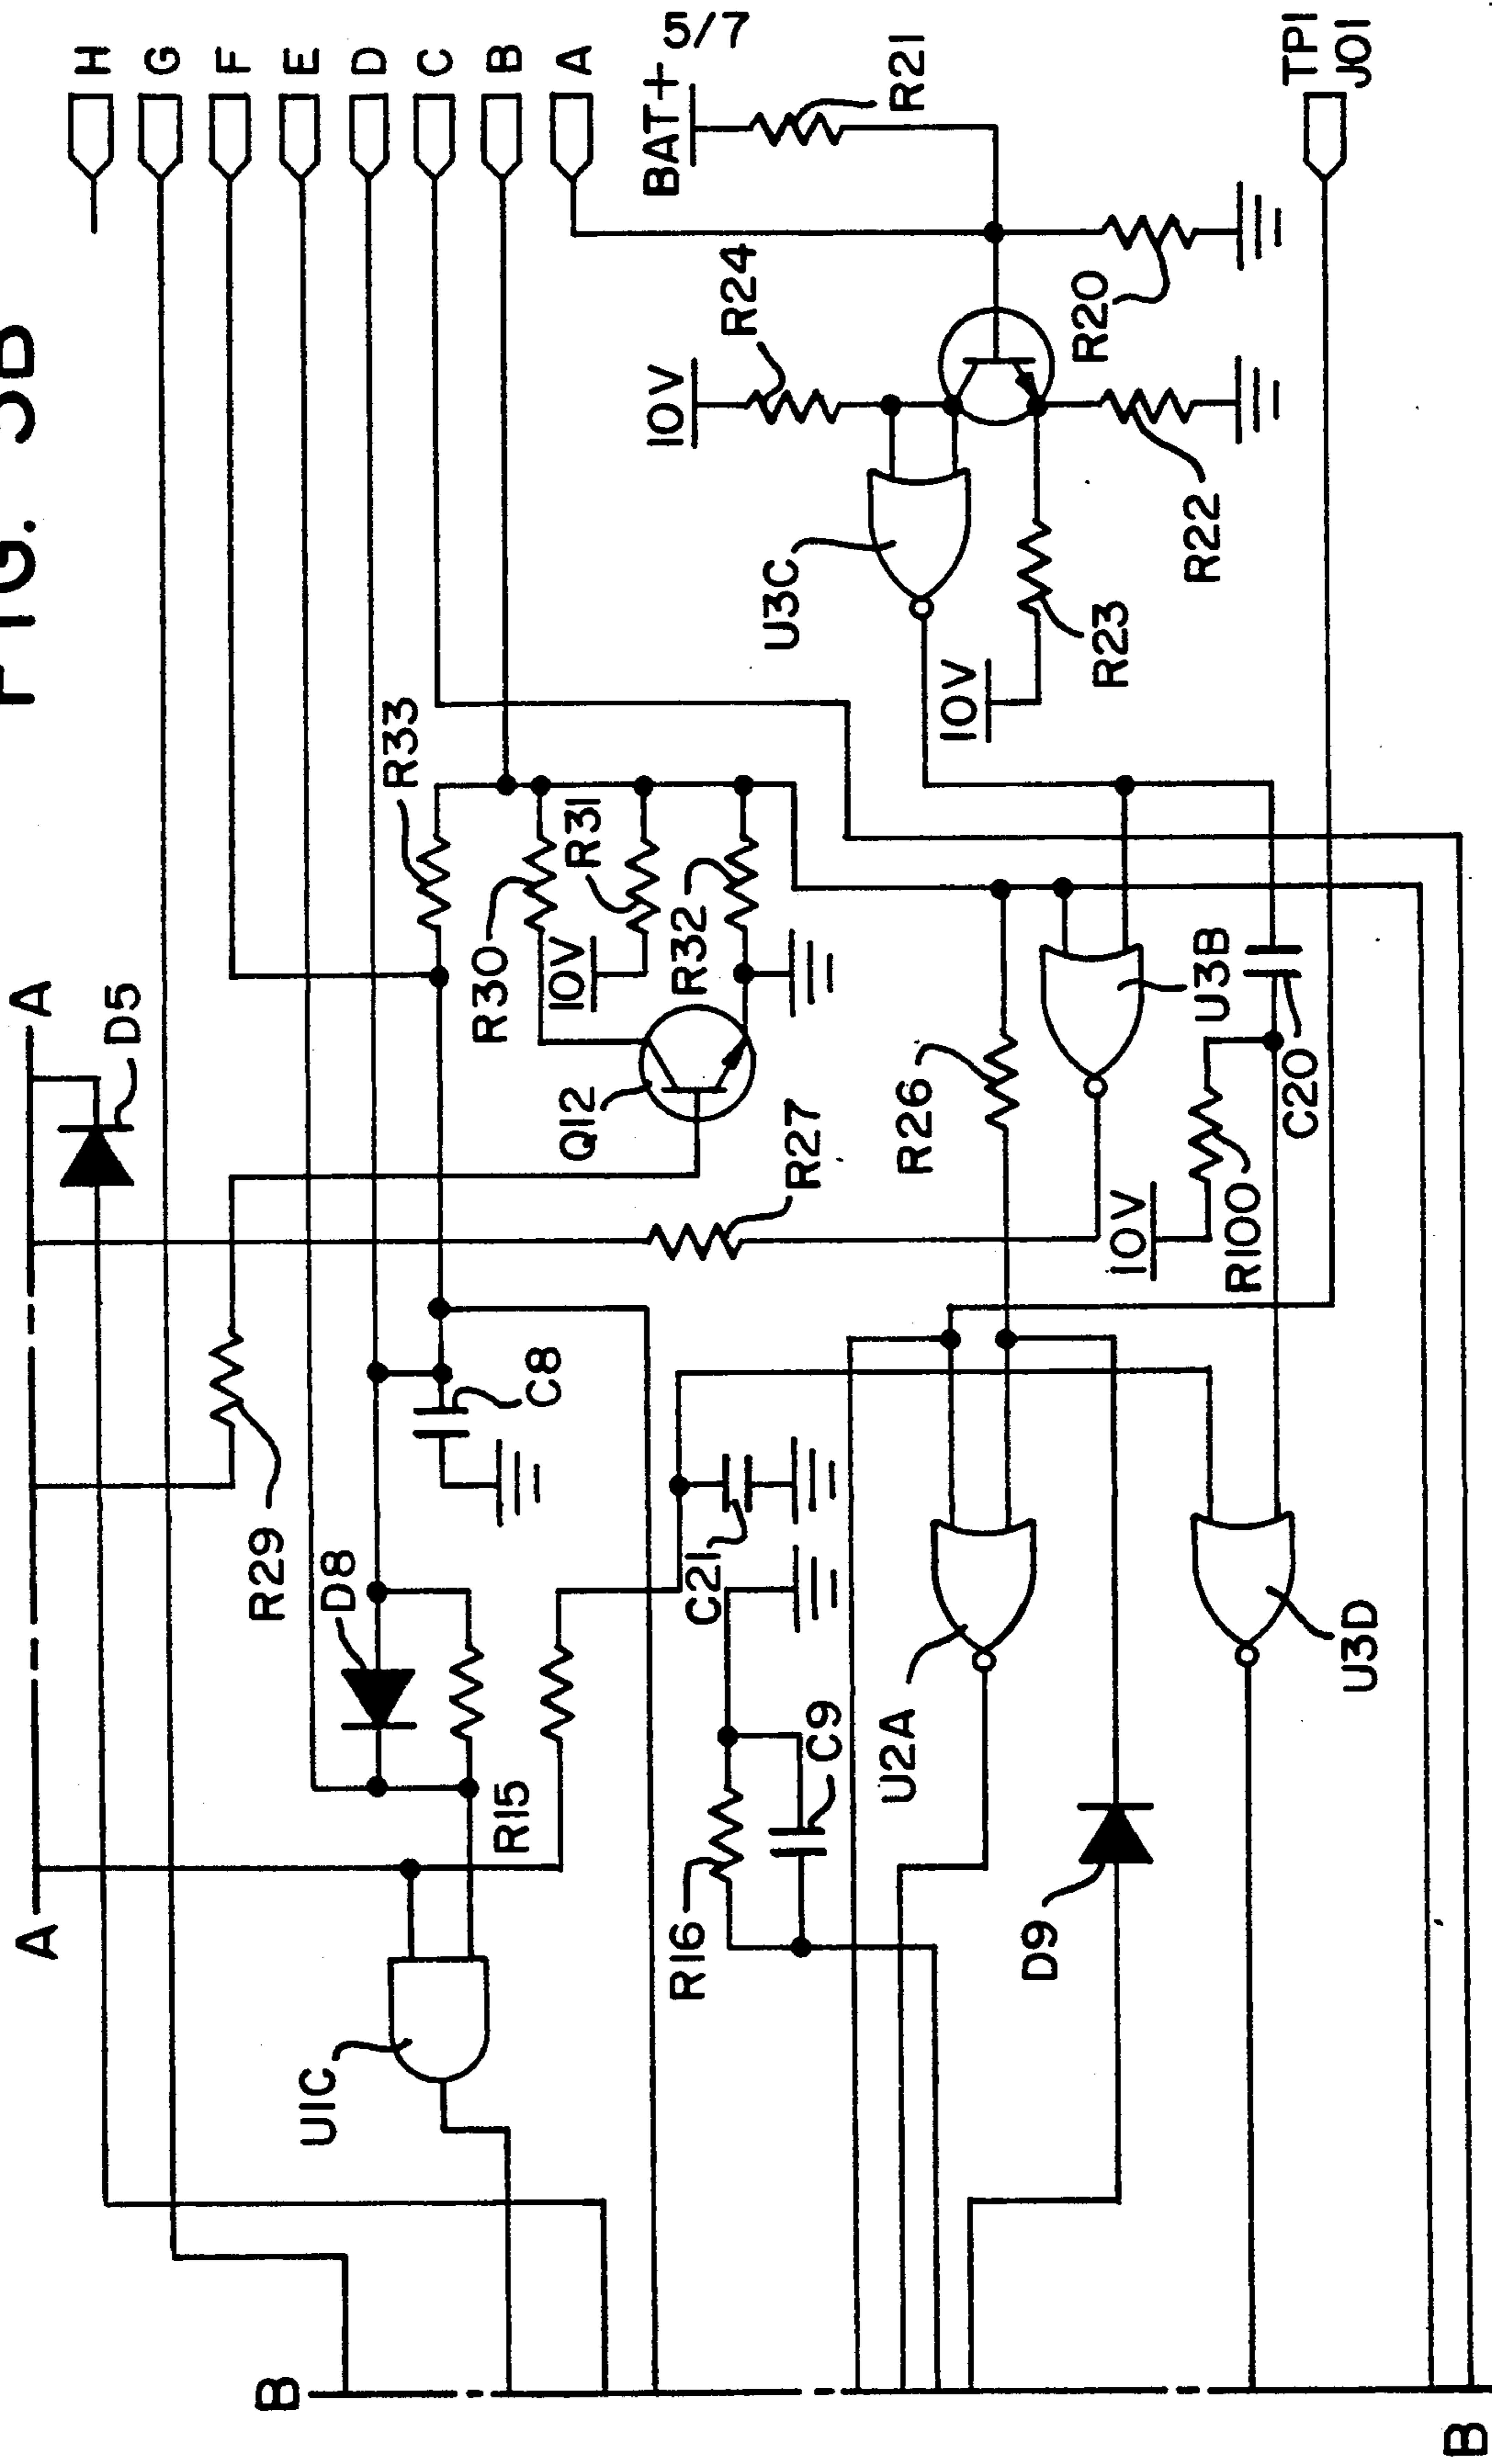 FIG. 5B
5/7
H
G
F
E
D
C
B
A
BAT+
R21
TP1
J01
R24
10V
R20
R22
U3C
R23
10V
R33
R30
R31
10V
R32
Q12
R27
U3B
R26
C20
R100
10V
A
D5
R29
C8
D8
C21
R15
R16
C9
U2A
U3D
D9
U1C
A
B
B